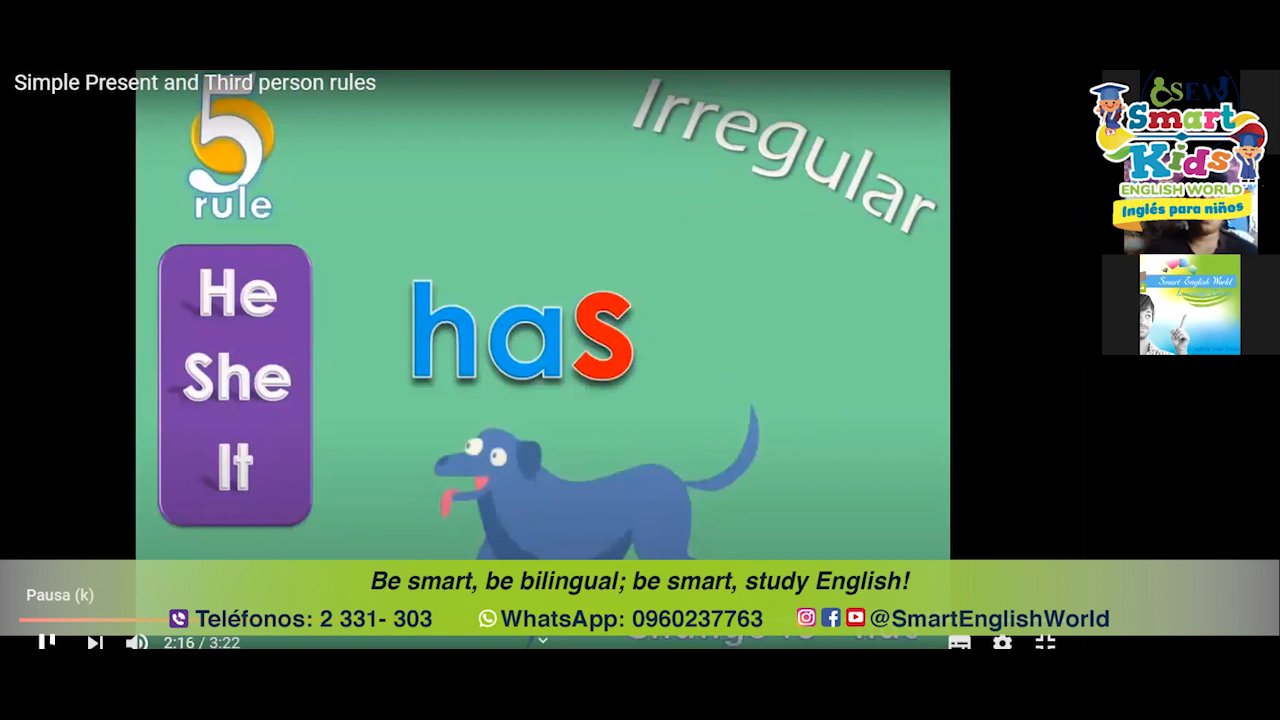 Simple Present and Third person rules
5
rule
Irregular
He
She
It
has
SEW
Smart
Kids
ENGLISH WORLD
Inglés para niños
Smart English World
Be smart, be bilingual; be smart, study English!
Pausa (k)
Teléfonos: 2 331- 303
WhatsApp: 0960237763
@SmartEnglishWorld
2:16 / 3:22